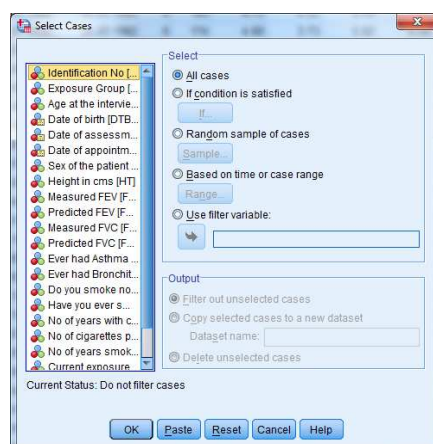 Select Cases
Identification No [...
Exposure Group [...
Age at the intervie...
Date of birth [DTB...
Date of assessm...
Date of appointm...
Sex of the patient ...
Height in cms [HT]
Measured FEV [F...
Predicted FEV [F...
Measured FVC [F...
Predicted FVC [F...
Ever had Asthma ...
Ever had Bronchit...
Do you smoke no...
Have you ever s...
No of years with c...
No of cigarettes p...
No of years smok...
Current exposure
Select
All cases
If condition is satisfied
If...
Random sample of cases
Sample...
Based on time or case range
Range...
Use filter variable:
Output
Filter out unselected cases
Copy selected cases to a new dataset
Dataset name:
Delete unselected cases
Current Status: Do not filter cases
OK Paste Reset Cancel Help